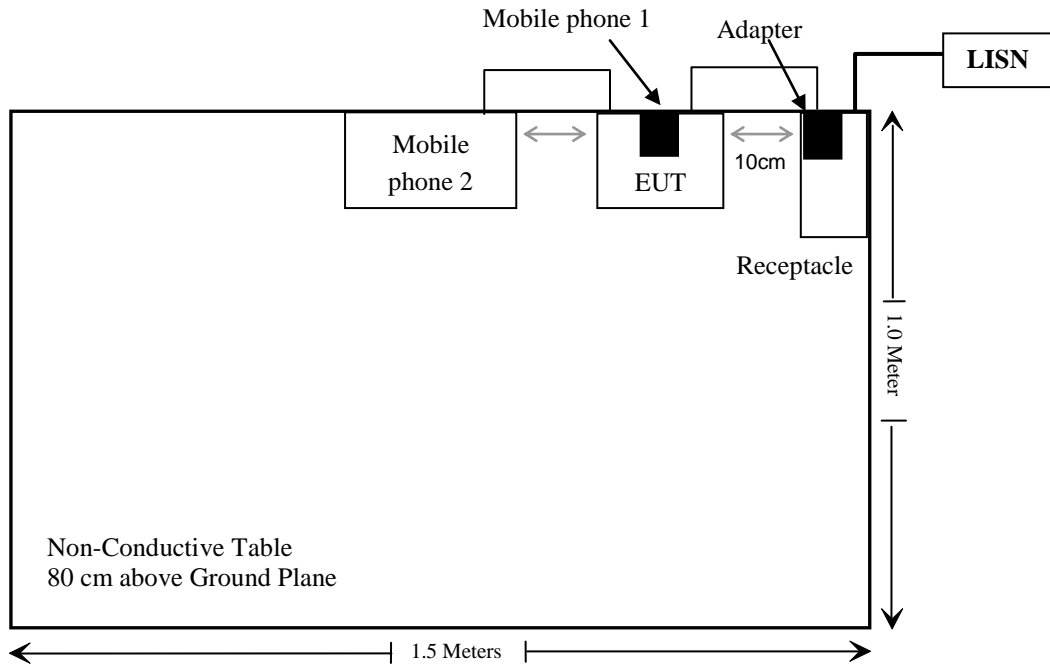 Mobile phone 1
Adapter
LISN
Mobile
phone 2
EUT
10cm
Receptacle
1.0 Meter
Non-Conductive Table
80 cm above Ground Plane
1.5 Meters